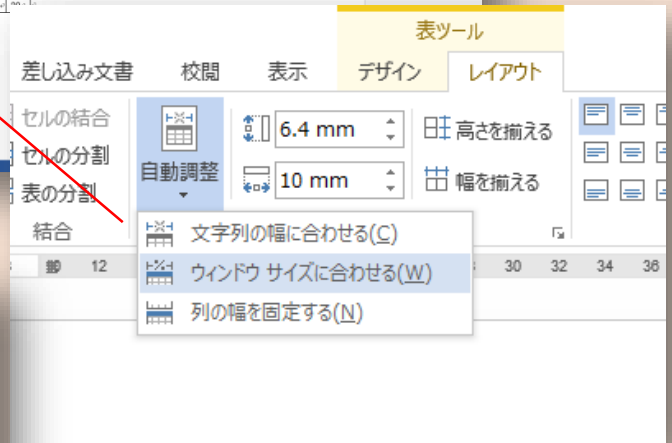 表ツール
差し込み文書 校閲 表示 デザイン レイアウト
セルの結合
セルの分割
表の分割
結合
自動調整
6.4 mm
10 mm
高さを揃える
幅を揃える
文字列の幅に合わせる(C)
ウィンドウ サイズに合わせる(W)
列の幅を固定する(N)
12 30 32 34 36